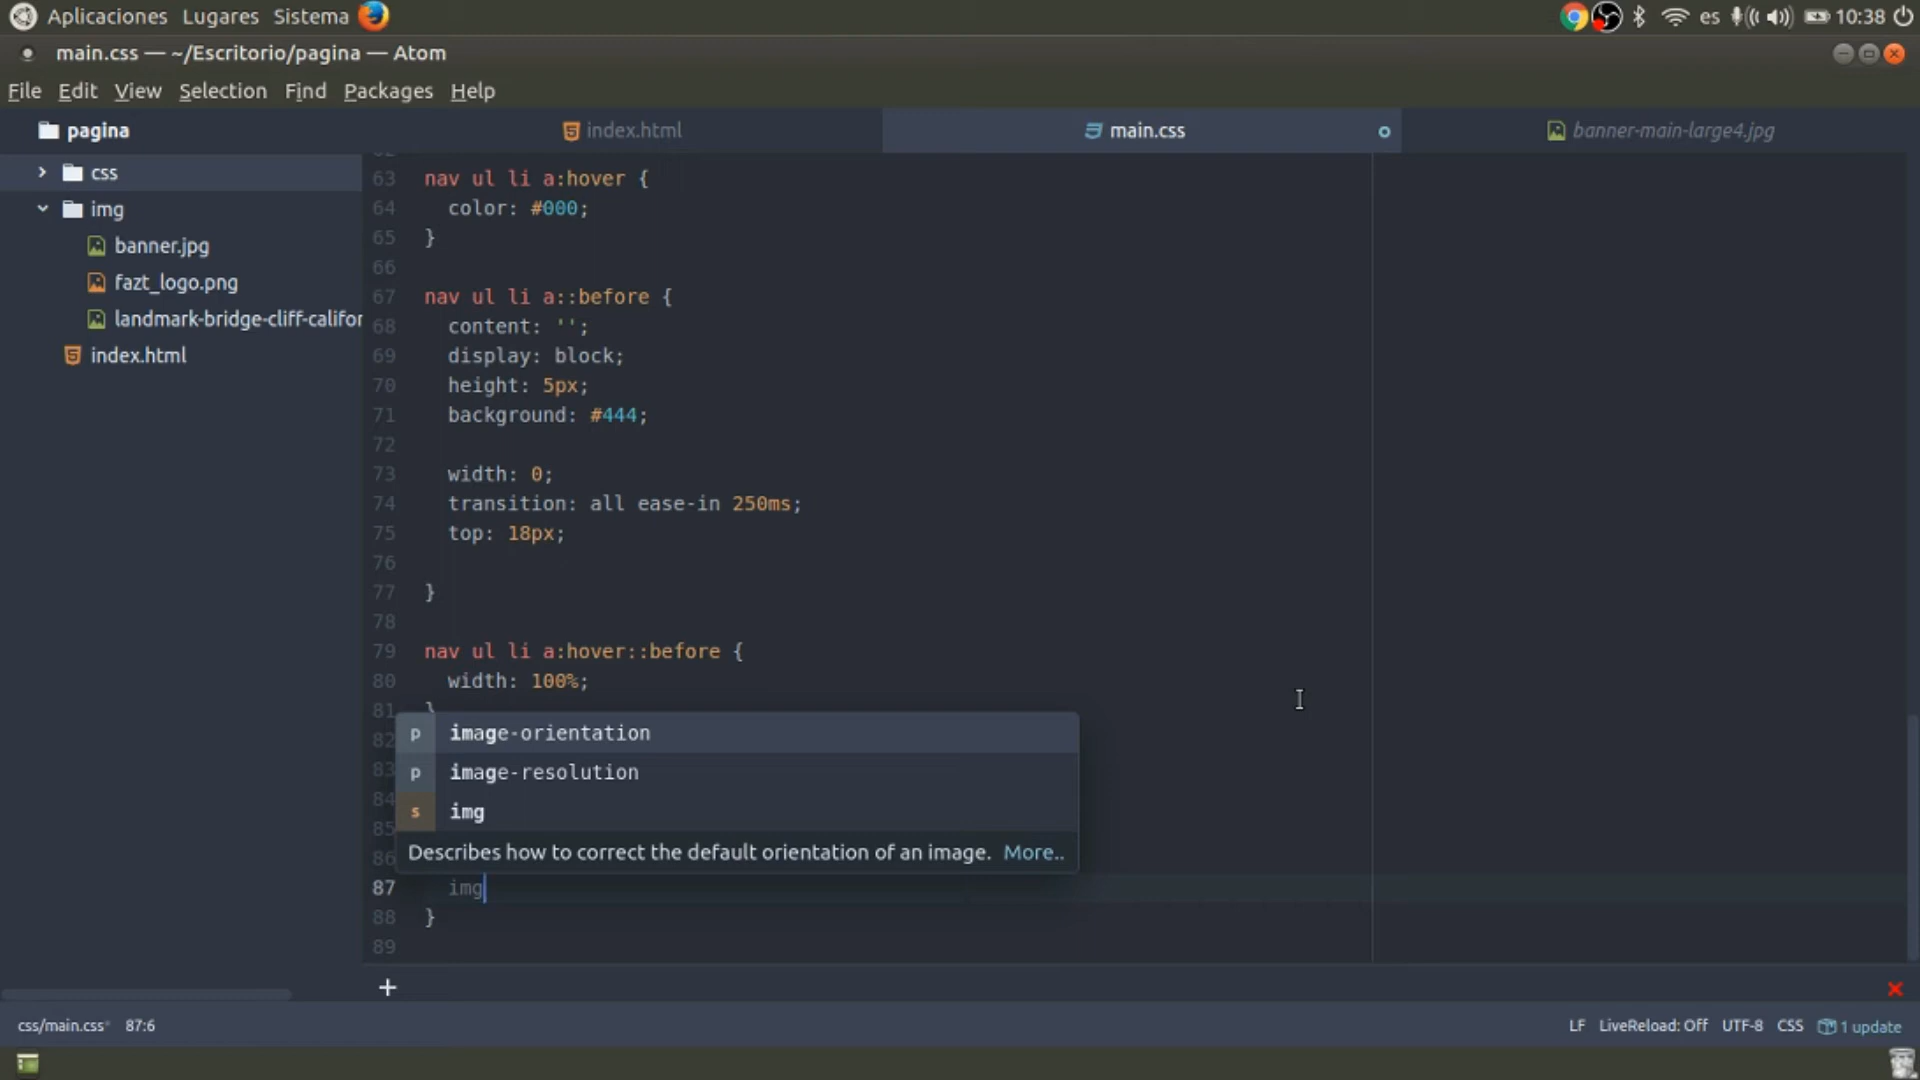 Aplicaciones Lugares Sistema es 10:38
main.css — ~/Escritorio/pagina — Atom
File Edit View Selection Find Packages Help
pagina
index.html
main.css
banner-main-large4.jpg
css
img
banner.jpg
fazt_logo.png
landmark-bridge-cliff-califor
index.html
63 nav ul li a:hover {
64 color: #000;
65 }
66
67 nav ul li a::before {
68 content: '';
69 display: block;
70 height: 5px;
71 background: #444;
72
73 width: 0;
74 transition: all ease-in 250ms;
75 top: 18px;
76
77 }
78
79 nav ul li a:hover::before {
80 width: 100%;
81 }
82
83
84
85
86
p image-orientation
p image-resolution
s img
Describes how to correct the default orientation of an image. More..
87 img
88 }
89
+
css/main.css* 87:6 LF LiveReload: Off UTF-8 CSS 1 update